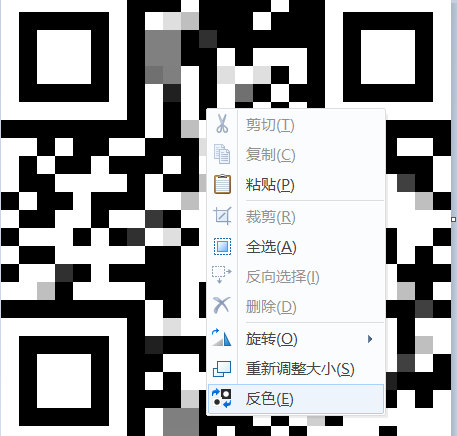 剪切(T)
复制(C)
粘贴(P)
裁剪(R)
全选(A)
反向选择(I)
删除(D)
旋转(O)
重新调整大小(S)
反色(E)